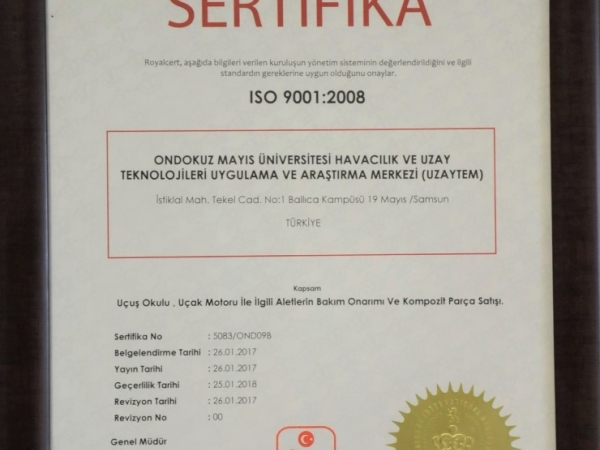 SERTİFİKA
Royalcert, aşağıda bilgileri verilen kuruluşun yönetim sisteminin değerlendirildiğini ve ilgili
standardın gereklerine uygun olduğunu onaylar.
ISO 9001:2008
ONDOKUZ MAYIS ÜNİVERSİTESİ HAVACILIK VE UZAY
TEKNOLOJİLERİ UYGULAMA VE ARAŞTIRMA MERKEZİ (UZAYTEM)
İstiklal Mah. Tekel Cad. No:1 Ballıca Kampüsü 19 Mayıs /Samsun
TÜRKİYE
Kapsam
Uçuş Okulu , Uçak Motoru İle İlgili Aletlerin Bakım Onarımı Ve Kompozit Parça Satışı.
Sertifika No : 5083/OND09B
Belgelendirme Tarihi : 26.01.2017
Yayın Tarihi : 26.01.2017
Geçerlilik Tarihi : 25.01.2018
Revizyon Tarihi : 26.01.2017
Revizyon No : 00
Genel Müdür